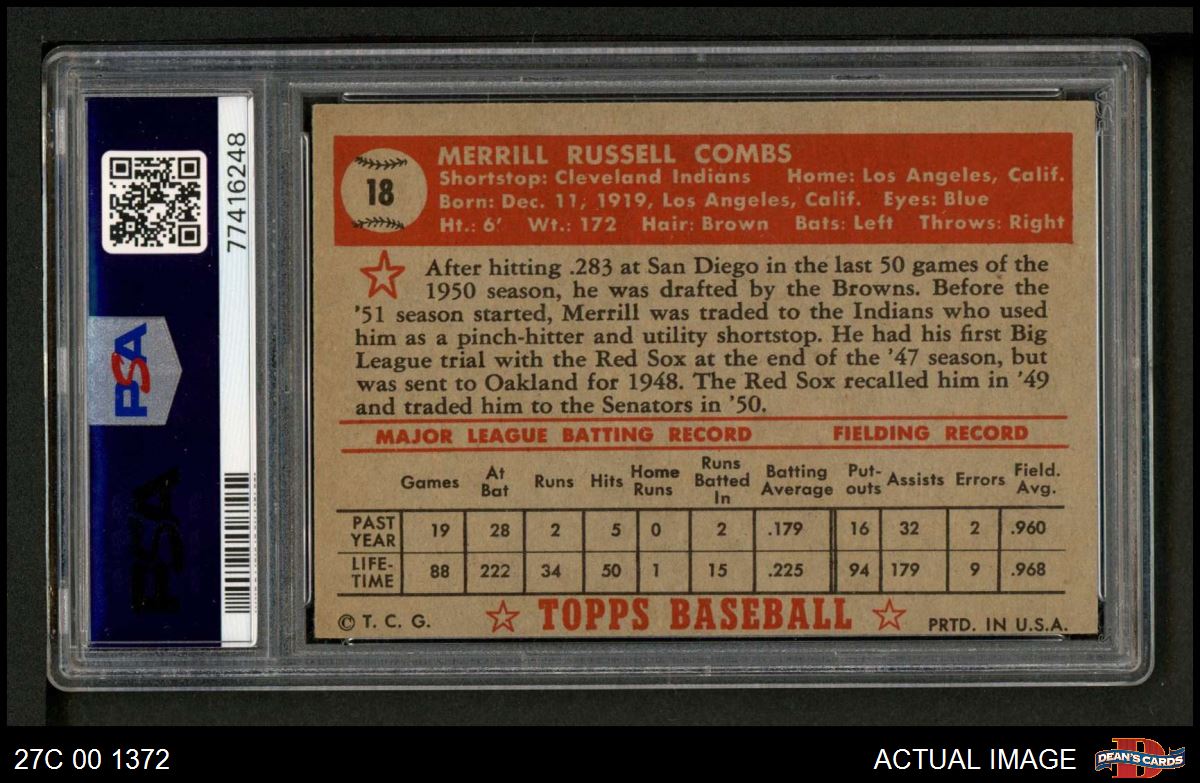 77416248
PSA
PSA
18
MERRILL RUSSELL COMBS
Shortstop: Cleveland Indians Home: Los Angeles, Calif.
Born: Dec. 11, 1919, Los Angeles, Calif. Eyes: Blue
Ht.: 6' Wt.: 172 Hair: Brown Bats: Left Throws: Right
After hitting .283 at San Diego in the last 50 games of the
1950 season, he was drafted by the Browns. Before the
'51 season started, Merrill was traded to the Indians who used
him as a pinch-hitter and utility shortstop. He had his first Big
League trial with the Red Sox at the end of the '47 season, but
was sent to Oakland for 1948. The Red Sox recalled him in '49
and traded him to the Senators in '50.
MAJOR LEAGUE BATTING RECORD FIELDING RECORD
Games At Bat Runs Hits Home Runs Runs Batted In Batting Average Put-outs Assists Errors Field. Avg.
PAST YEAR 19 28 2 5 0 2 .179 16 32 2 .960
LIFE-TIME 88 222 34 50 1 15 .225 94 179 9 .968
© T. C. G. TOPPS BASEBALL PRTD. IN U.S.A.
27C 00 1372
ACTUAL IMAGE
D
DEAN'S CARDS